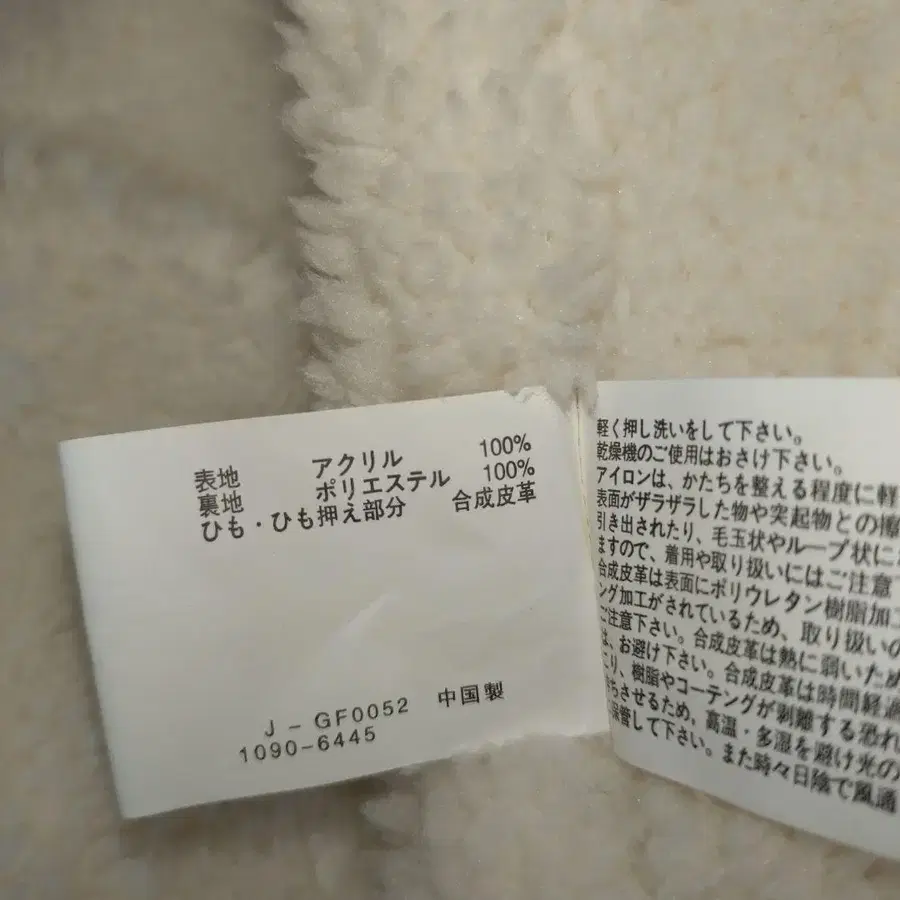 表地 アクリル 100%
裏地 ポリエステル 100%
ひも・ひも押え部分 合成皮革
J-GF0052 中国製
1090-6445
軽く押し洗いをして下さい。
乾燥機のご使用はおさけ下さい。
アイロンは、かたちを整える程度に軽
表面がザラザラした物や突起物との擦
引き出されたり、毛玉状やループ状に
ますので、着用や取り扱いにはご注意下
合成皮革は表面にポリウレタン樹脂加工
ング加工がされているため、取り扱いの
ご注意下さい。合成皮革は熱に弱いため
は、お避け下さい。合成皮革は時間経過
こり、樹脂やコーティングが剥離する恐れ
ちさせるため、高温・多湿を避け光の
保管して下さい。また時々日陰で風通